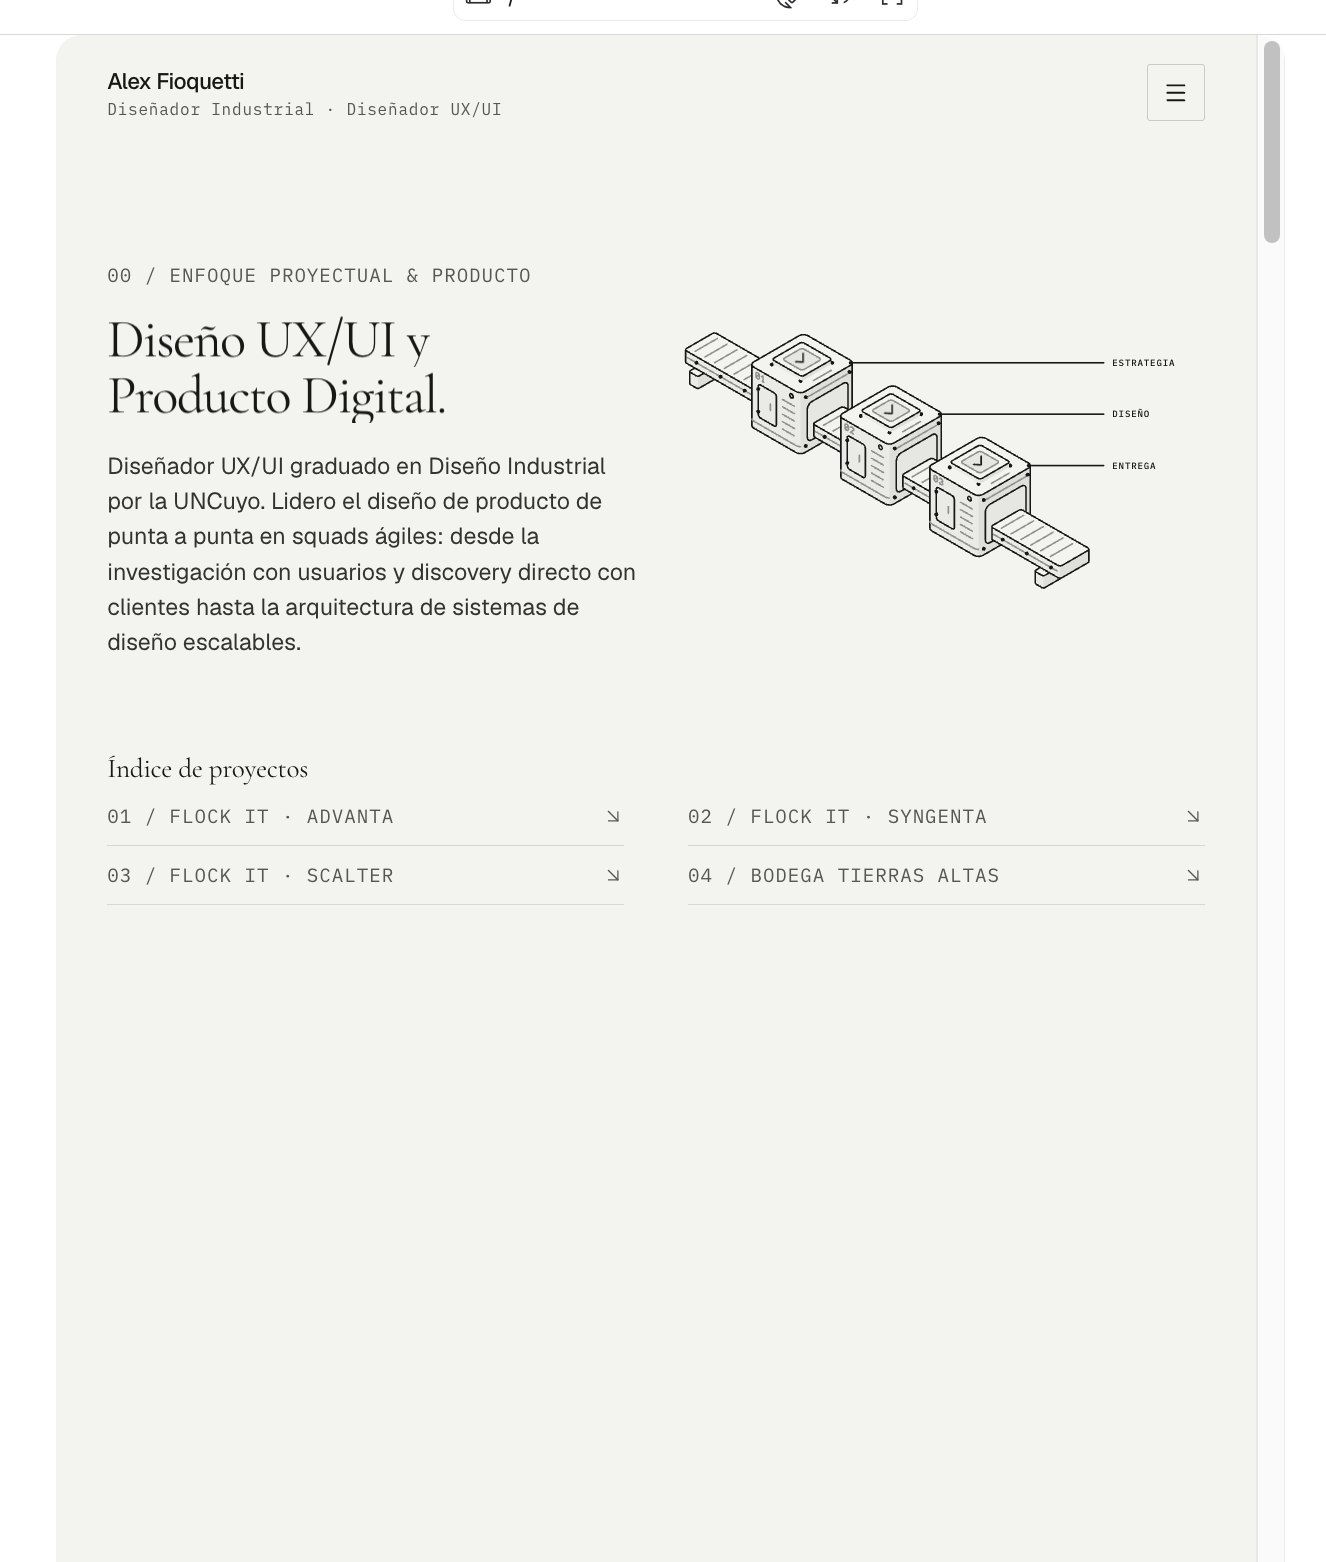 Alex Fioquetti
Diseñador Industrial · Diseñador UX/UI
00 / ENFOQUE PROYECTUAL & PRODUCTO
Diseño UX/UI y
Producto Digital.
Diseñador UX/UI graduado en Diseño Industrial
por la UNCuyo. Lidero el diseño de producto de
punta a punta en squads ágiles: desde la
investigación con usuarios y discovery directo con
clientes hasta la arquitectura de sistemas de
diseño escalables.
01
02
03
ESTRATEGIA
DISEÑO
ENTREGA
Índice de proyectos
01 / FLOCK IT · ADVANTA
02 / FLOCK IT · SYNGENTA
03 / FLOCK IT · SCALTER
04 / BODEGA TIERRAS ALTAS